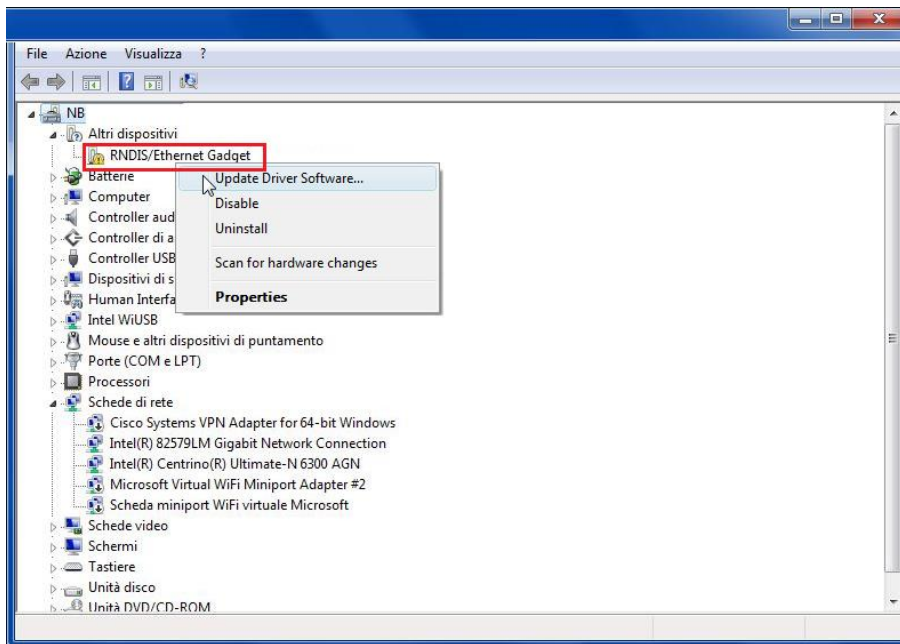 File Azione Visualizza ?
NB
Altri dispositivi
RNDIS/Ethernet Gadget
Batterie
Update Driver Software...
Computer
Disable
Controller aud
Uninstall
Controller di a
Controller USB
Scan for hardware changes
Dispositivi di s
Human Interfa
Properties
Intel WiUSB
Mouse e altri dispositivi di puntamento
Porte (COM e LPT)
Processori
Schede di rete
Cisco Systems VPN Adapter for 64-bit Windows
Intel(R) 82579LM Gigabit Network Connection
Intel(R) Centrino(R) Ultimate-N 6300 AGN
Microsoft Virtual WiFi Miniport Adapter #2
Scheda miniport WiFi virtuale Microsoft
Schede video
Schermi
Tastiere
Unità disco
Unità DVD/CD-ROM